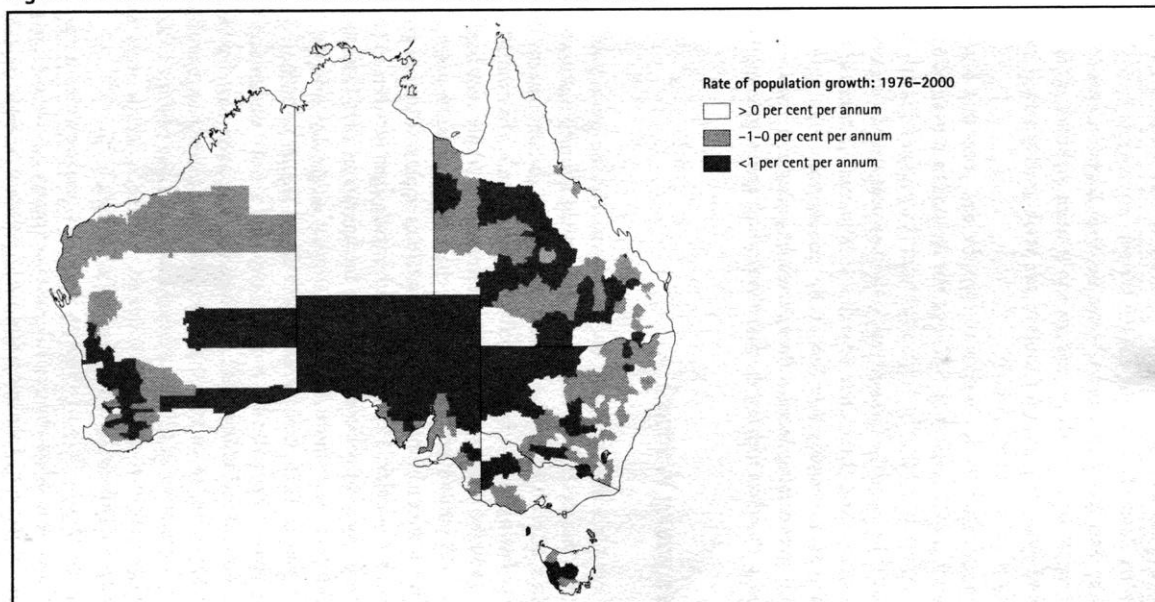 Rate of population growth: 1976–2000
> 0 per cent per annum
–1–0 per cent per annum
<1 per cent per annum